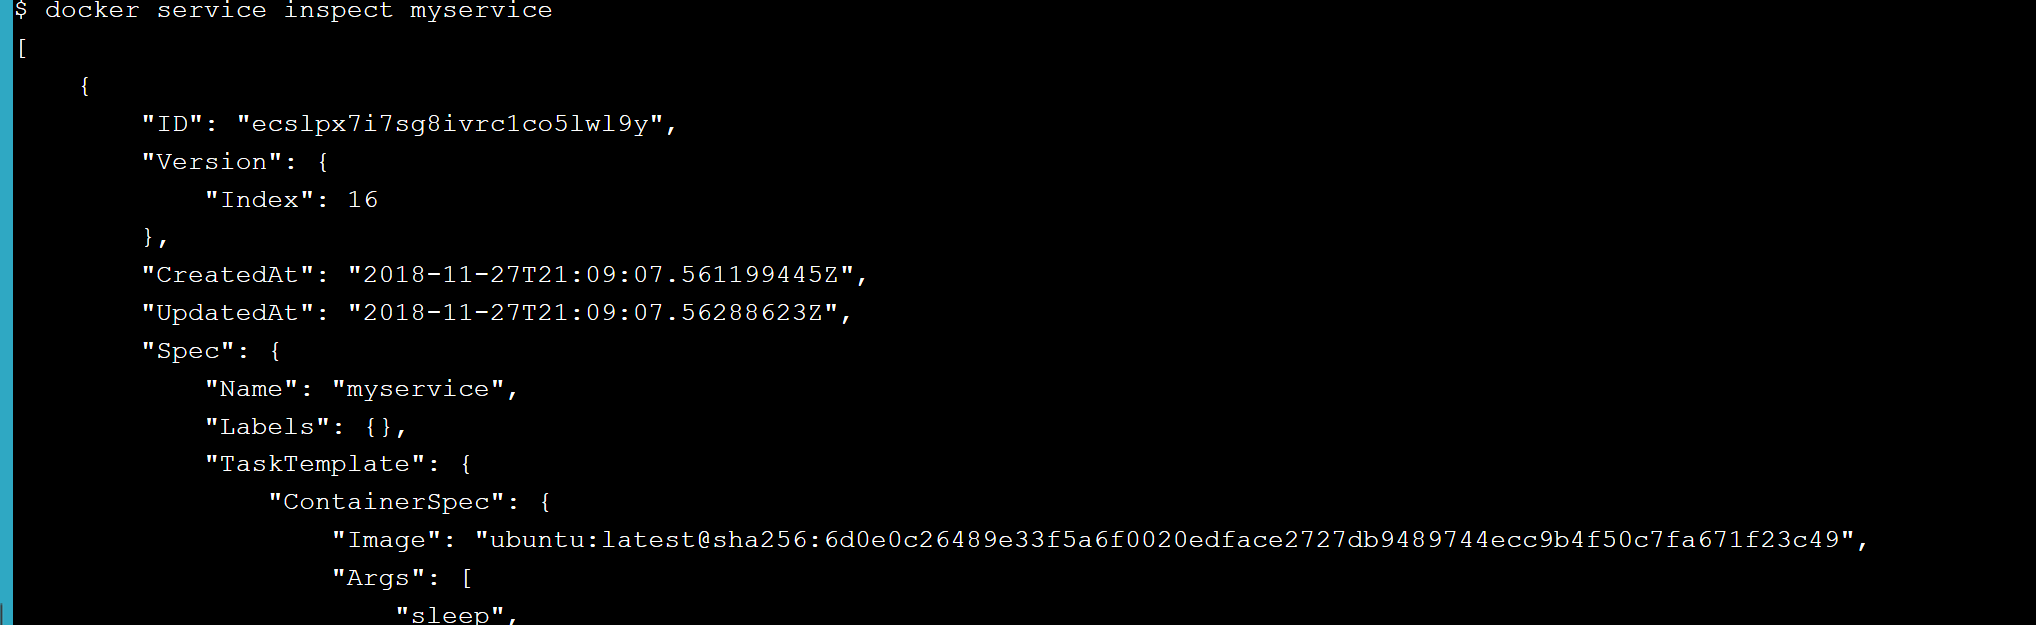 $ docker service inspect myservice
[
    {
        "ID": "ecslpx7i7sg8ivrc1co5lwl9y",
        "Version": {
            "Index": 16
        },
        "CreatedAt": "2018-11-27T21:09:07.561199445Z",
        "UpdatedAt": "2018-11-27T21:09:07.56288623Z",
        "Spec": {
            "Name": "myservice",
            "Labels": {},
            "TaskTemplate": {
                "ContainerSpec": {
                    "Image": "ubuntu:latest@sha256:6d0e0c26489e33f5a6f0020edface2727db9489744ecc9b4f50c7fa671f23c49",
                    "Args": [
                        "sleep",